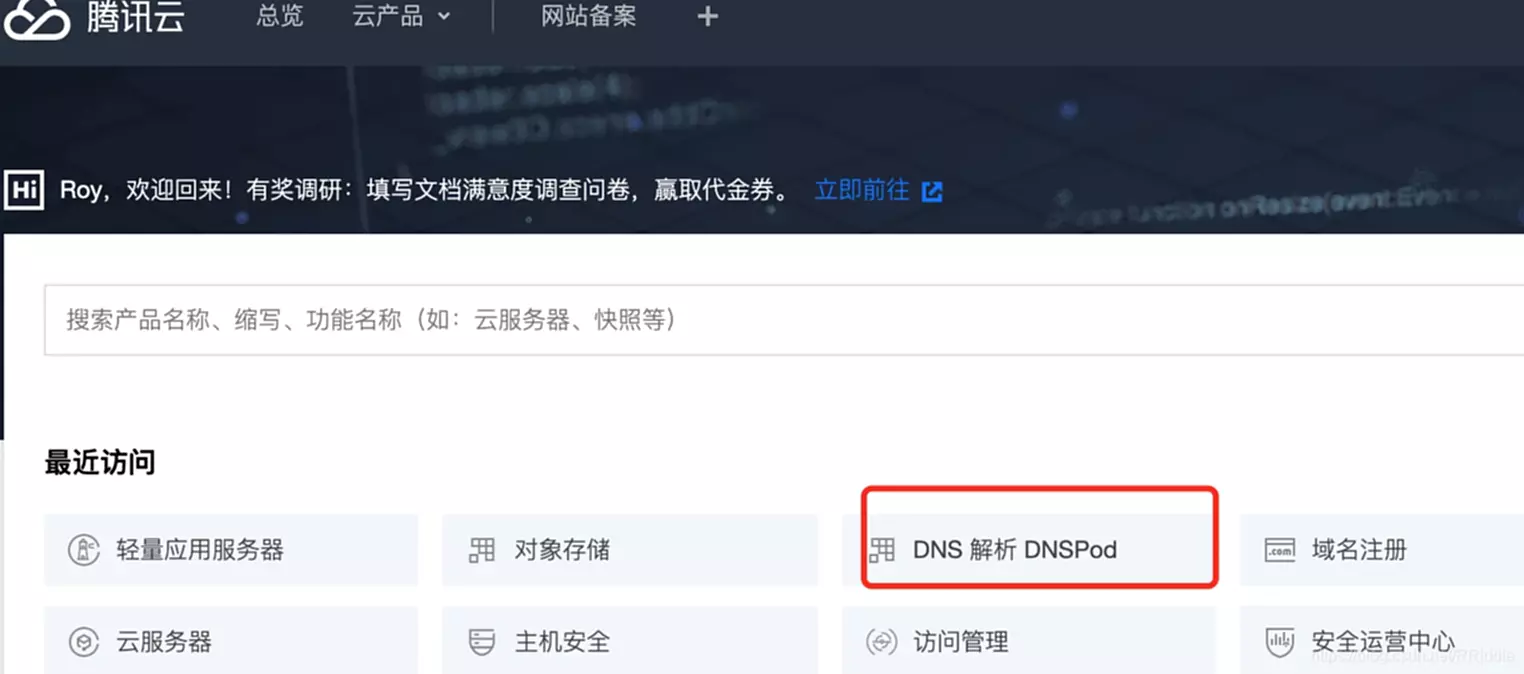 腾讯云 总览 云产品 网站备案 +
Hi Roy，欢迎回来！有奖调研：填写文档满意度调查问卷，赢取代金券。 立即前往
搜索产品名称、缩写、功能名称（如：云服务器、快照等）
最近访问
轻量应用服务器 对象存储 DNS 解析 DNSPod .com 域名注册
云服务器 主机安全 访问管理 安全运营中心